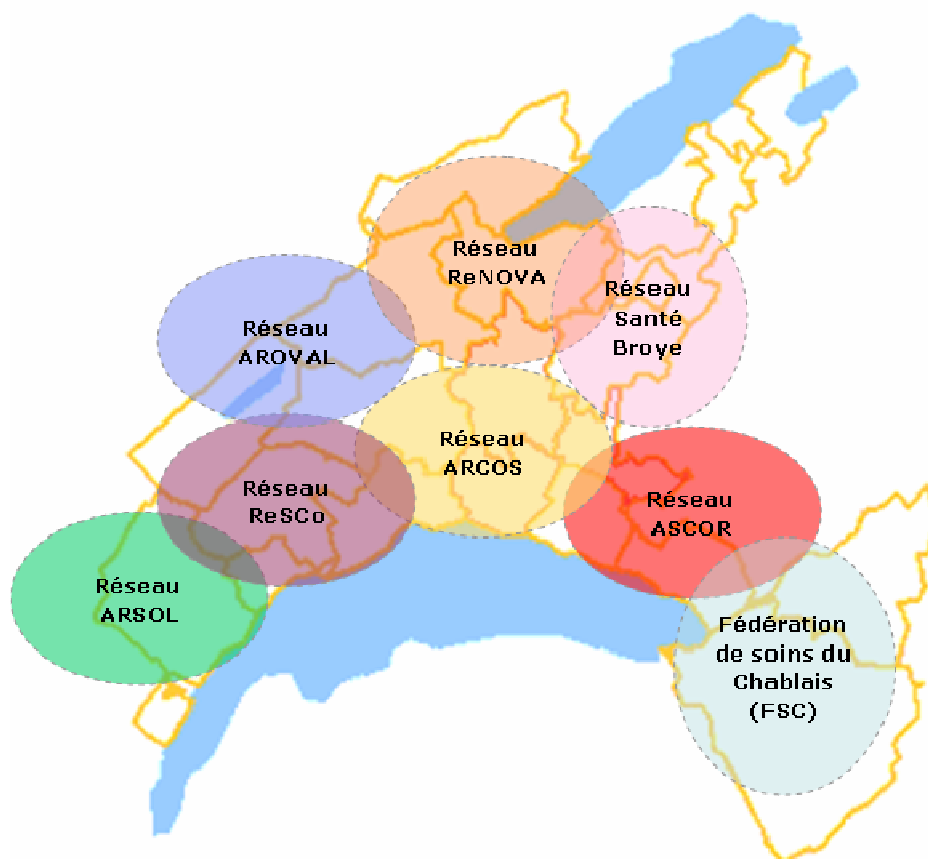 Réseau
ReNOVA
Réseau
Santé
Broye
Réseau
AROVAL
Réseau
ARCOS
Réseau
ReSCo
Réseau
ASCOR
Réseau
ARSOL
Fédération
de soins du
Chablais
(FSC)